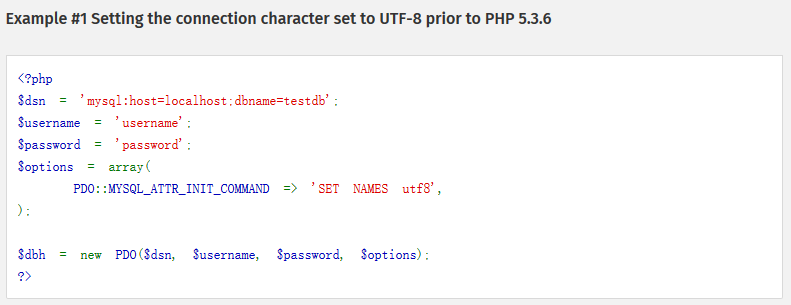 Example #1 Setting the connection character set to UTF-8 prior to PHP 5.3.6
<?php
$dsn = 'mysql:host=localhost;dbname=testdb';
$username = 'username';
$password = 'password';
$options = array(
    PDO::MYSQL_ATTR_INIT_COMMAND => 'SET NAMES utf8',
);
$dbh = new PDO($dsn, $username, $password, $options);
?>